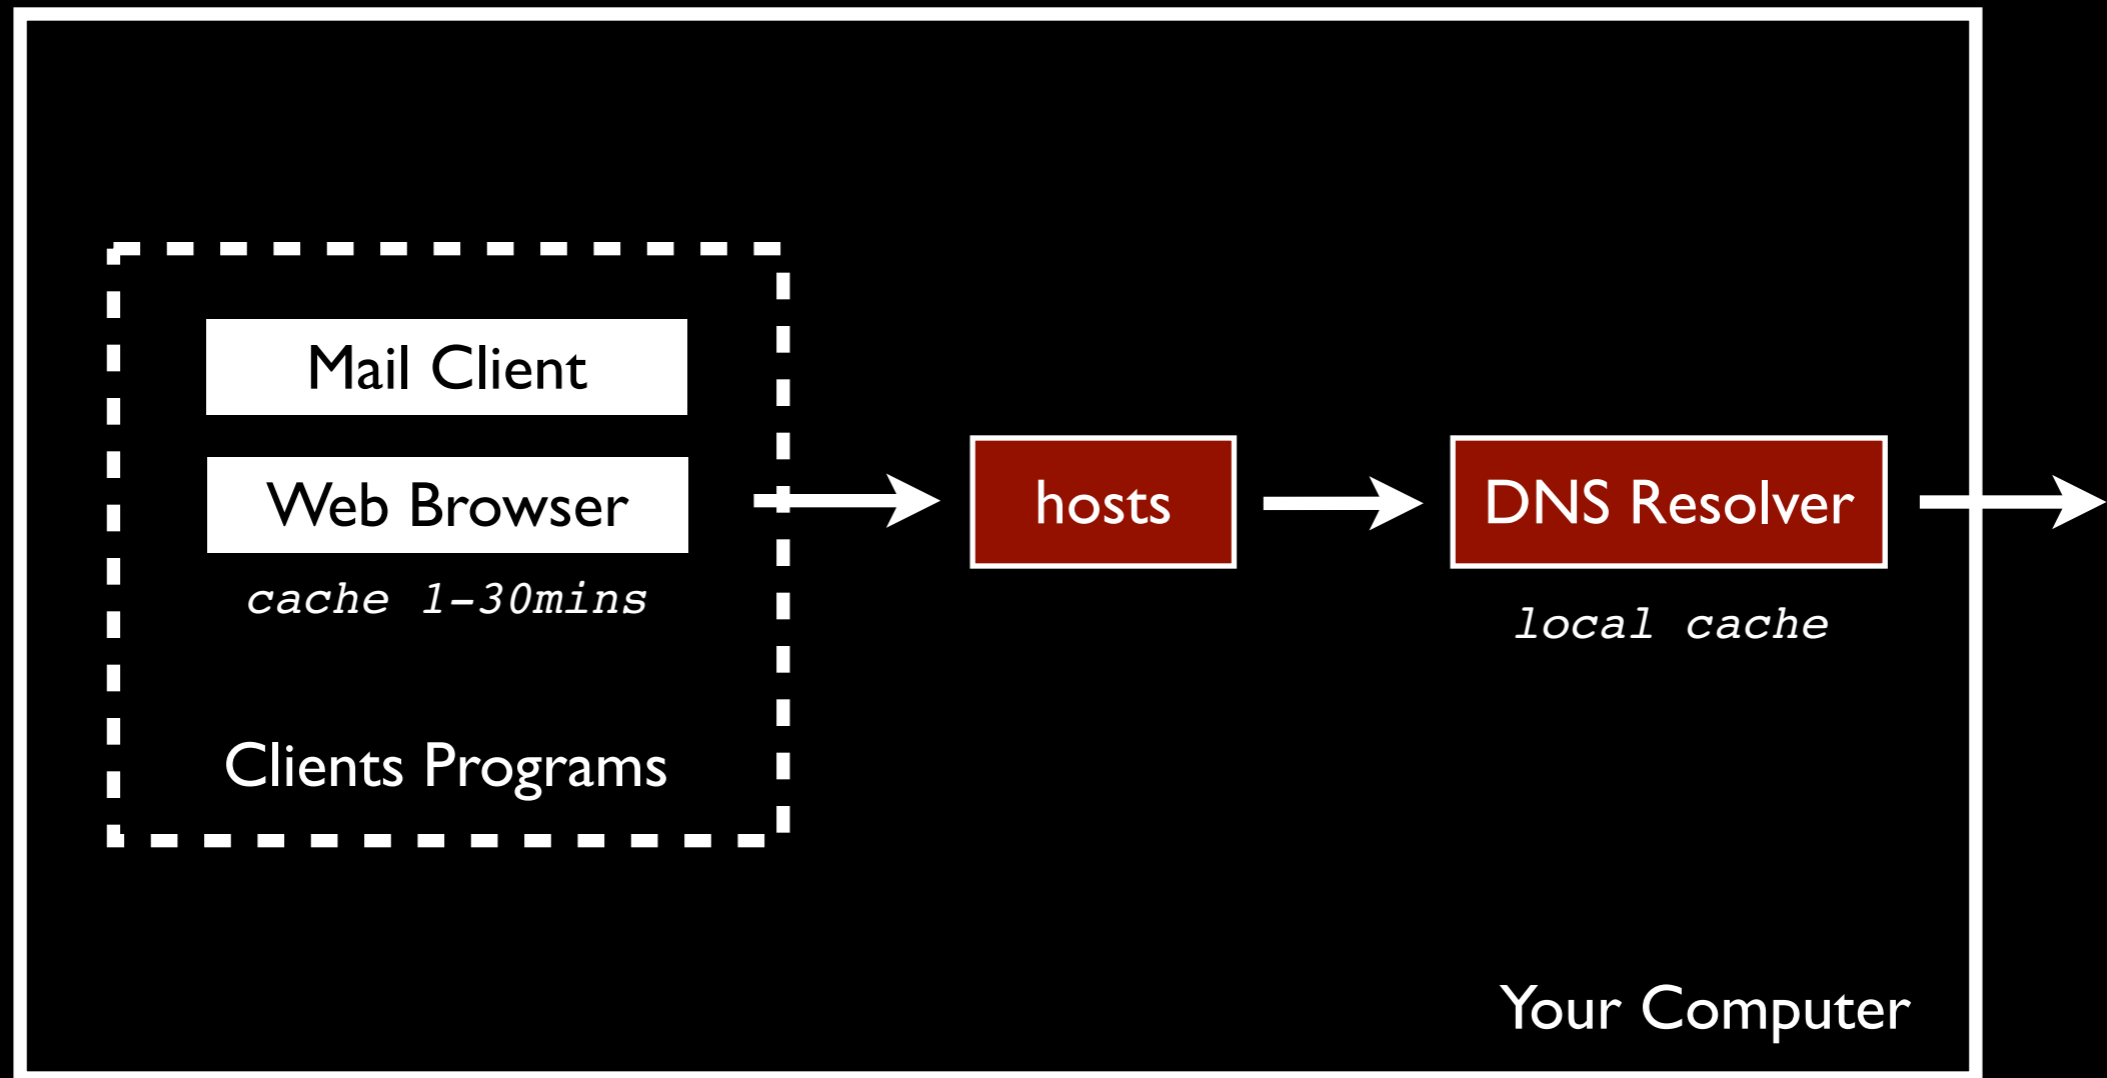 Mail Client
Web Browser
cache 1-30mins
Clients Programs
hosts
DNS Resolver
local cache
Your Computer